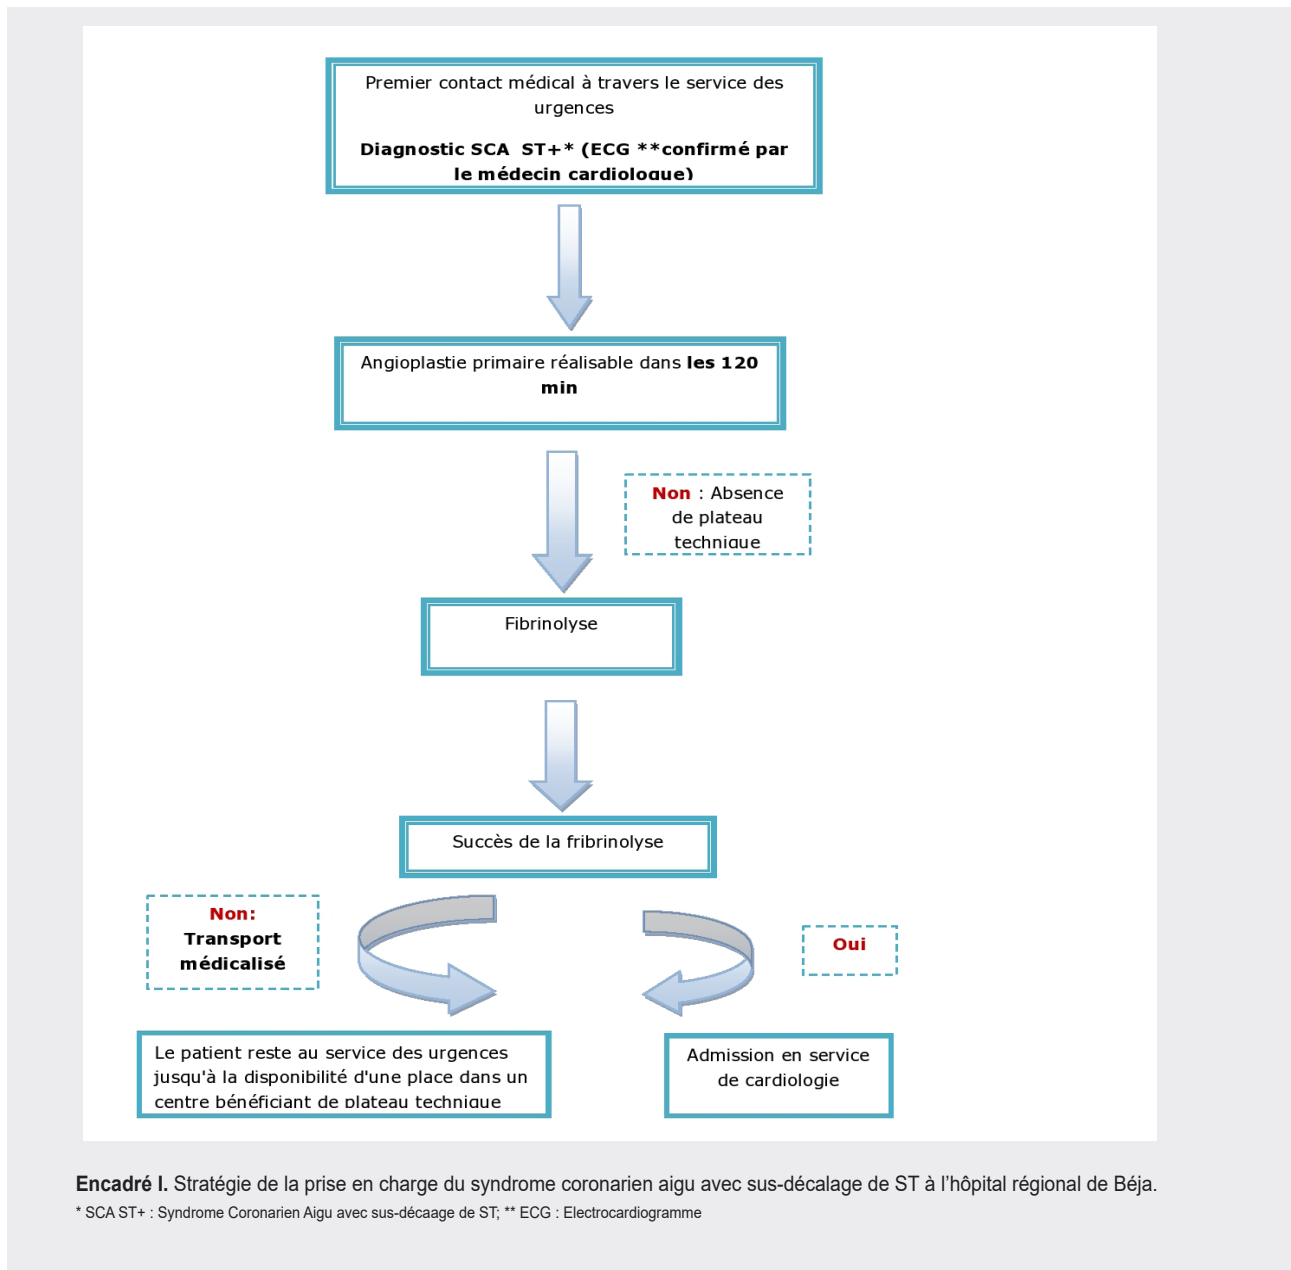 Premier contact médical à travers le service des
urgences
Diagnostic SCA ST+* (ECG **confirmé par
le médecin cardiologue)
Angioplastie primaire réalisable dans les 120
min
Non : Absence
de plateau
technique
Fibrinolyse
Succès de la fribrinolyse
Non:
Transport
médicalisé
Oui
Le patient reste au service des urgences
jusqu'à la disponibilité d'une place dans un
centre bénéficiant de plateau technique
Admission en service
de cardiologie
Encadré I. Stratégie de la prise en charge du syndrome coronarien aigu avec sus-décalage de ST à l’hôpital régional de Béja.
* SCA ST+ : Syndrome Coronarien Aigu avec sus-décaage de ST; ** ECG : Electrocardiogramme